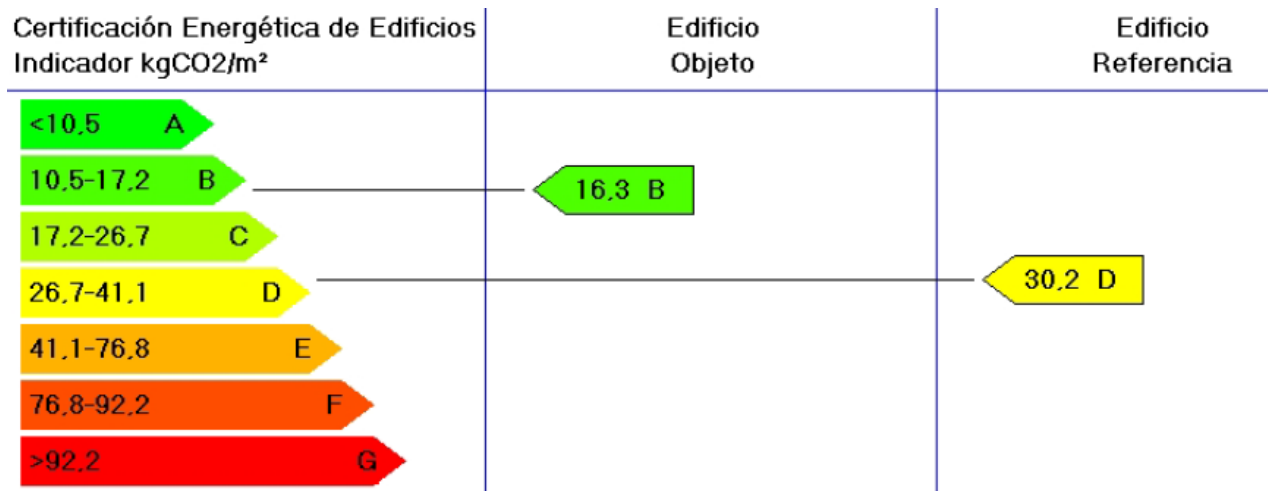 Certificación Energética de Edificios
Indicador kgCO2/m²
Edificio
Objeto
Edificio
Referencia
<10,5 A
10,5-17,2 B
16,3 B
17,2-26,7 C
26,7-41,1 D
30,2 D
41,1-76,8 E
76,8-92,2 F
>92,2 G